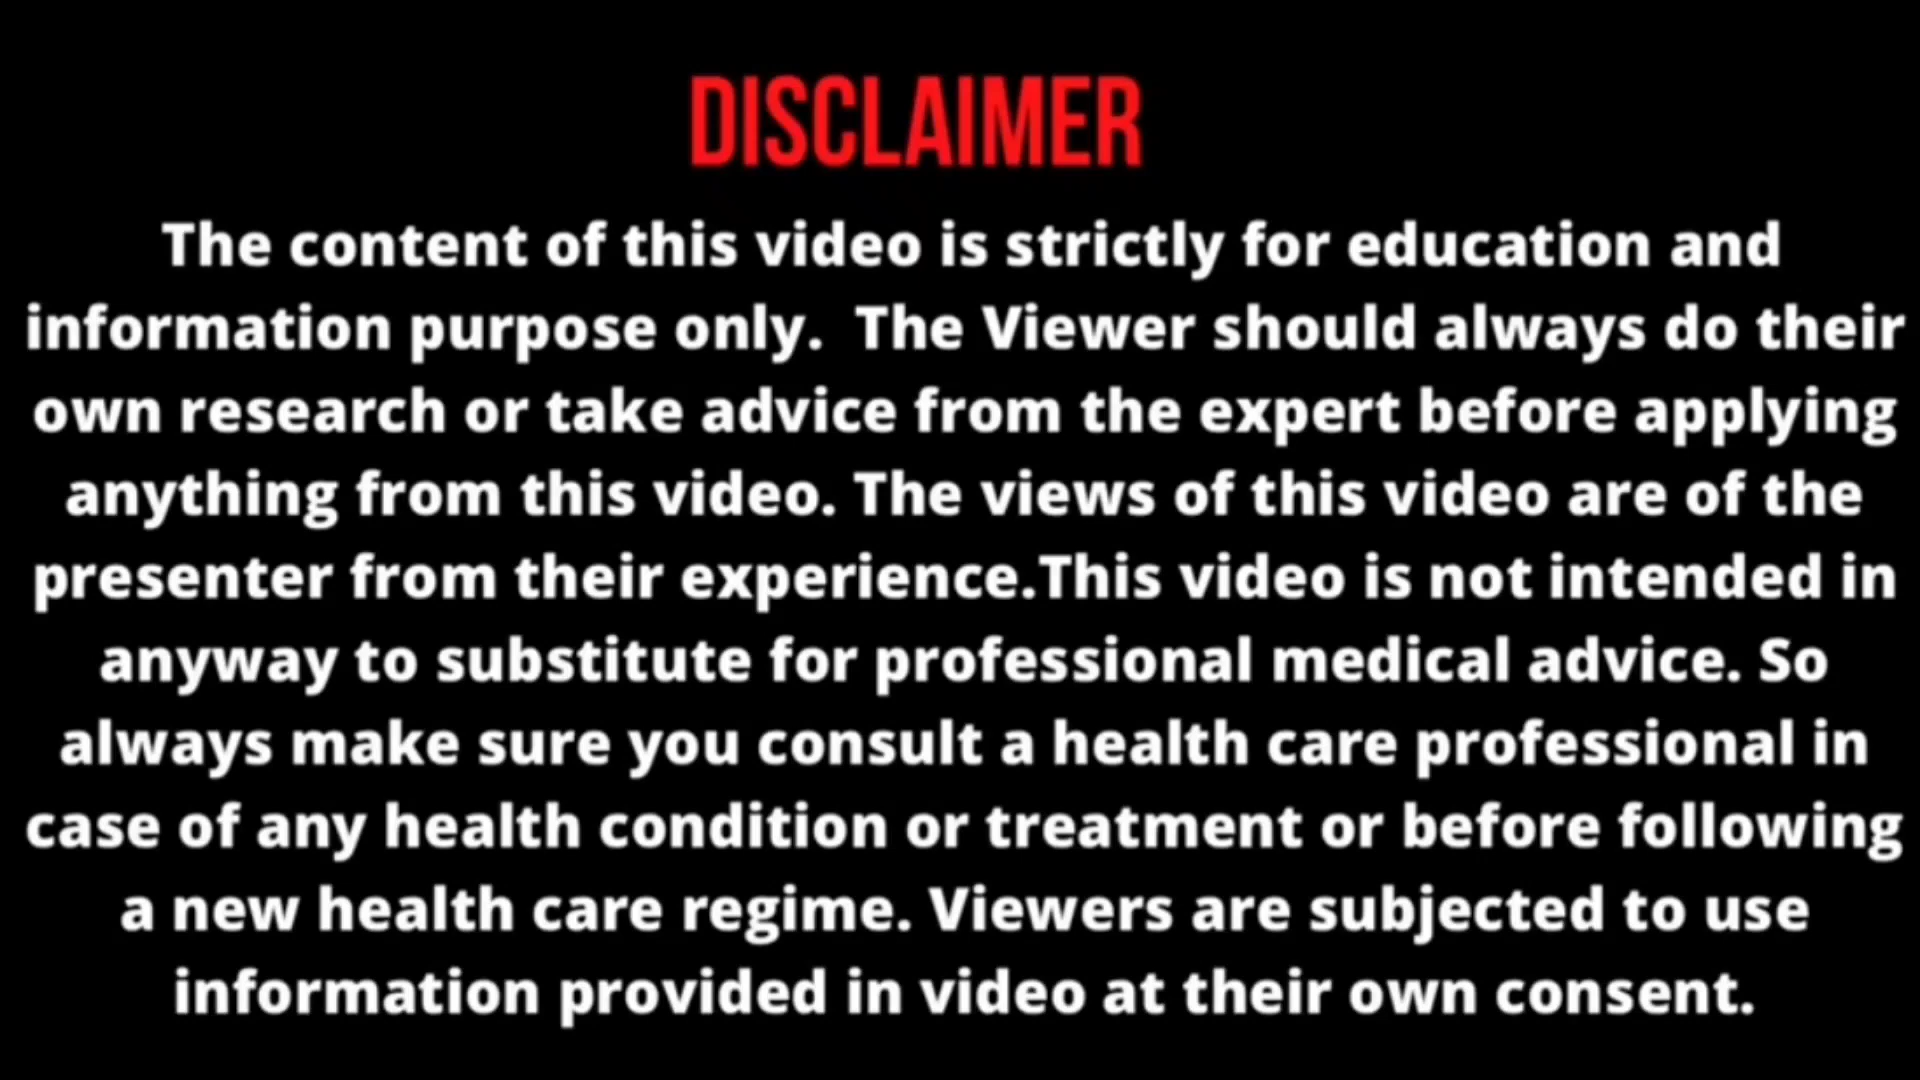 DISCLAIMER
The content of this video is strictly for education and
information purpose only.  The Viewer should always do their
own research or take advice from the expert before applying
anything from this video. The views of this video are of the
presenter from their experience.This video is not intended in
anyway to substitute for professional medical advice. So
always make sure you consult a health care professional in
case of any health condition or treatment or before following
a new health care regime. Viewers are subjected to use
information provided in video at their own consent.